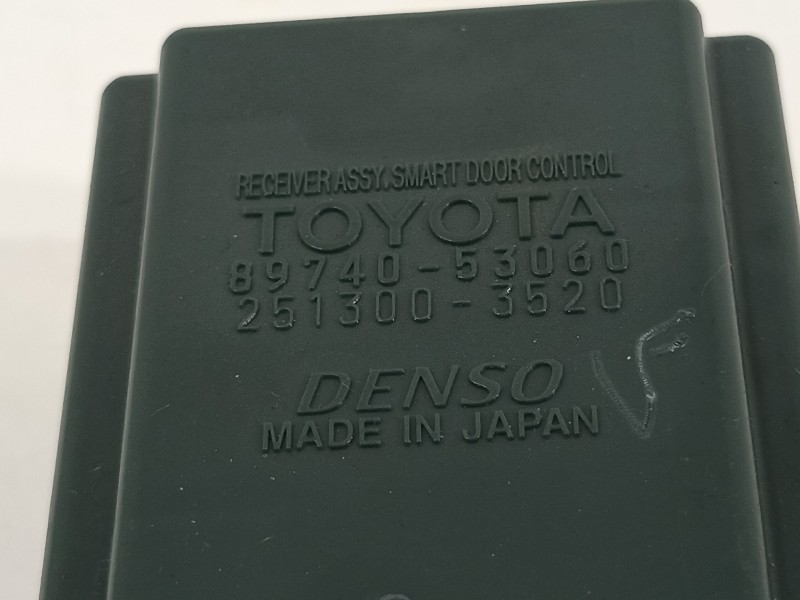 RECEIVER ASSY,SMART DOOR CONTROL
TOYOTA
89740-53060
251300-3520
DENSO
MADE IN JAPAN